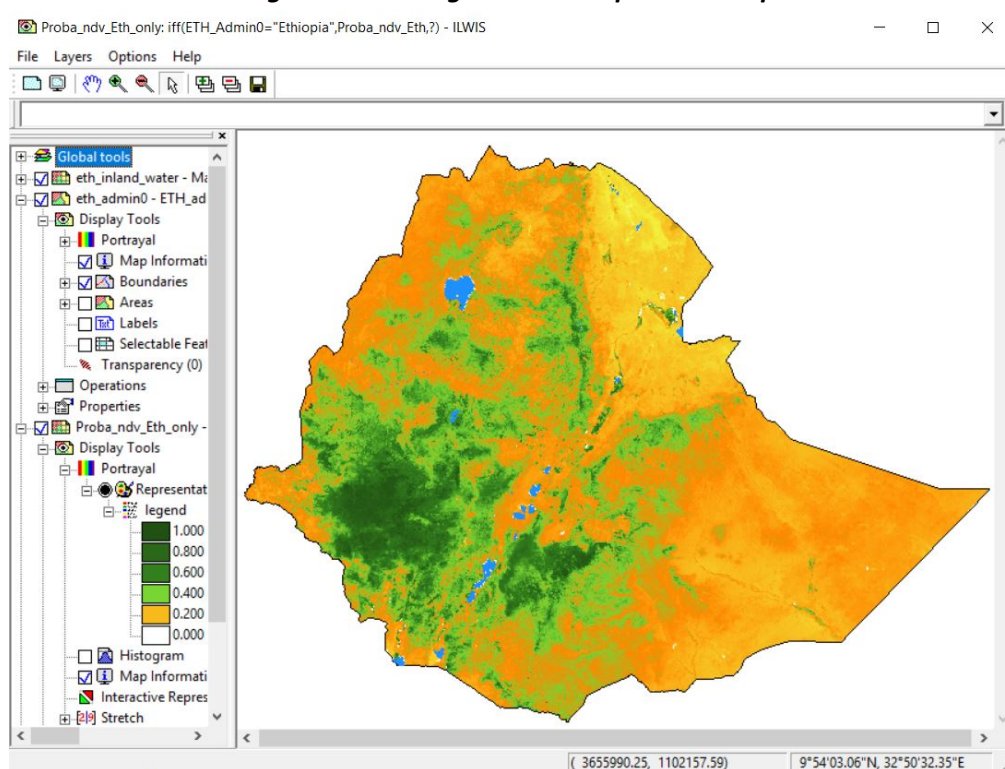 Proba_ndv_Eth_only: iff(ETH_Admin0="Ethiopia",Proba_ndv_Eth,?) - ILWIS
File Layers Options Help
Global tools
eth_inland_water - Ma
eth_admin0 - ETH_ad
Display Tools
Portrayal
Map Informati
Boundaries
Areas
Labels
Selectable Feat
Transparency (0)
Operations
Properties
Proba_ndv_Eth_only -
Display Tools
Portrayal
Representat
legend
1.000
0.800
0.600
0.400
0.200
0.000
Histogram
Map Informati
Interactive Repres
Stretch
( 3655990.25, 1102157.59) 9°54'03.06"N, 32°50'32.35"E